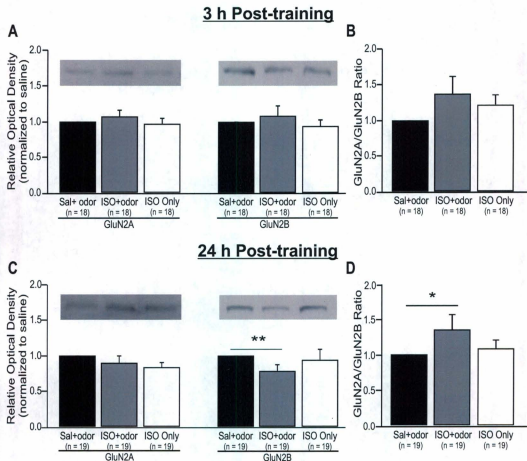 3 h Post-training
A
B
Relative Optical Density
(normalized to saline)
2.0
1.5
1.0
0.5
0.0
Sal+ odor
(n = 18)
ISO+odor
(n = 18)
ISO Only
(n = 18)
GluN2A
Sal+ odor
(n = 18)
ISO+odor
(n = 18)
ISO Only
(n = 18)
GluN2B
GluN2A/GluN2B Ratio
2.0
1.5
1.0
0.5
0.0
Sal+ odor
(n = 18)
ISO+odor
(n = 18)
ISO Only
(n = 18)
24 h Post-training
C
D
Relative Optical Density
(normalized to saline)
2.0
1.5
1.0
0.5
0.0
**
Sal+odor
(n = 19)
ISO+odor
(n = 19)
ISO Only
(n = 19)
GluN2A
Sal+odor
(n = 19)
ISO+odor
(n = 19)
ISO Only
(n = 19)
GluN2B
GluN2A/GluN2B Ratio
2.0
1.5
1.0
0.5
0.0
*
Sal+odor
(n = 19)
ISO+odor
(n = 19)
ISO Only
(n = 19)